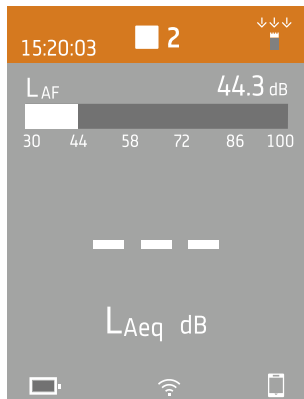 15:20:03 2
LAF 44.3 dB
30 44 58 72 86 100
– – –
LAeq dB